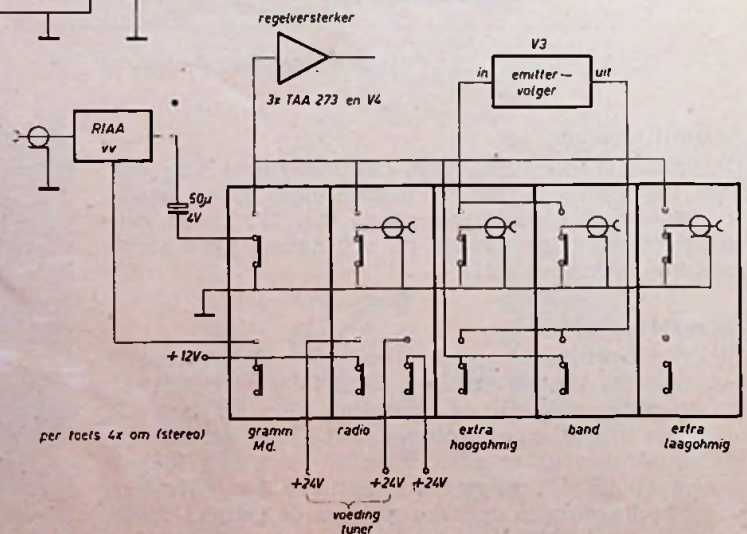 regelversterker
3x TAA 273 en V4
V3
in
emitter-
volger
uit
RIAA
vv
50μ
4V
+12V
per toets 4x om (stereo)
gramm
Md.
radio
extra
hoogohmig
band
extra
laagohmig
+24V
+24V
+24V
voeding
tuner